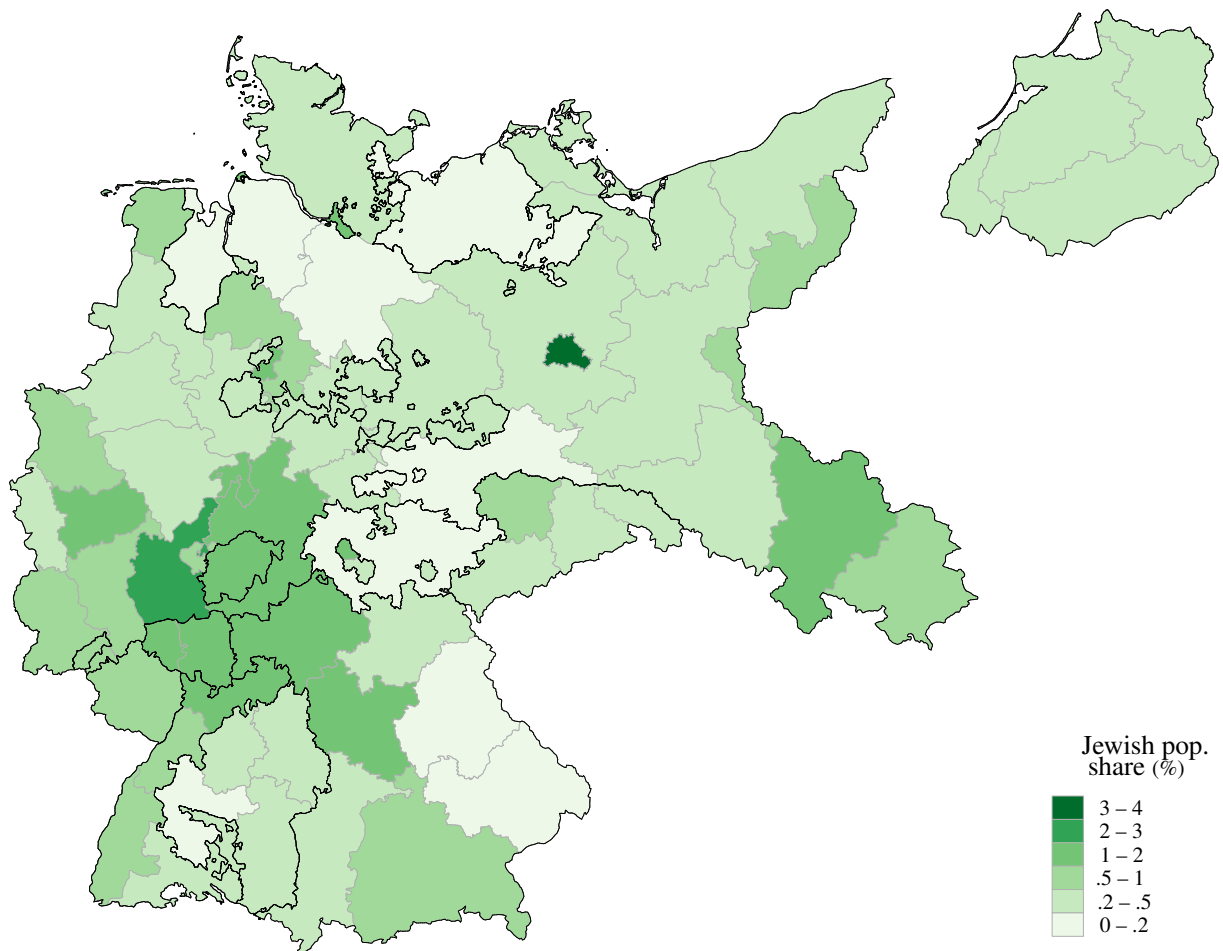 Jewish pop.
share (%)
3 – 4
2 – 3
1 – 2
.5 – 1
.2 – .5
0 – .2